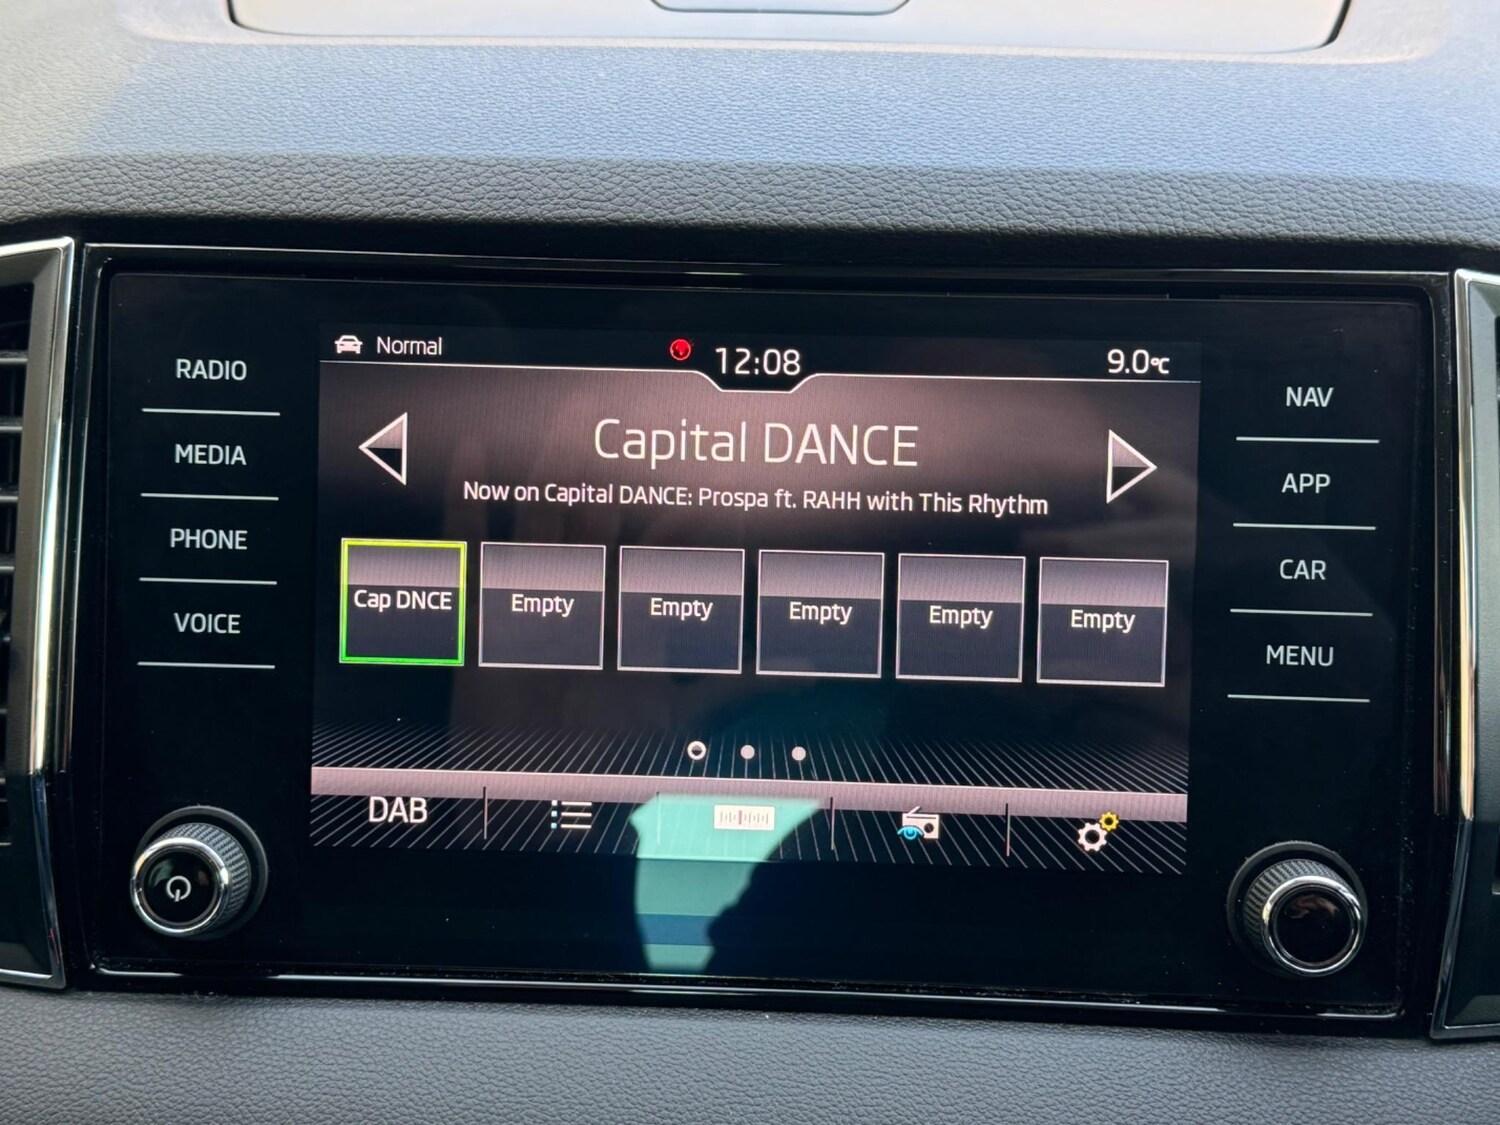 Normal
12:08
9.0°C
RADIO
MEDIA
PHONE
VOICE
Capital DANCE
Now on Capital DANCE: Prospa ft. RAHH with This Rhythm
Cap DNCE Empty Empty Empty Empty Empty
DAB
NAV
APP
CAR
MENU